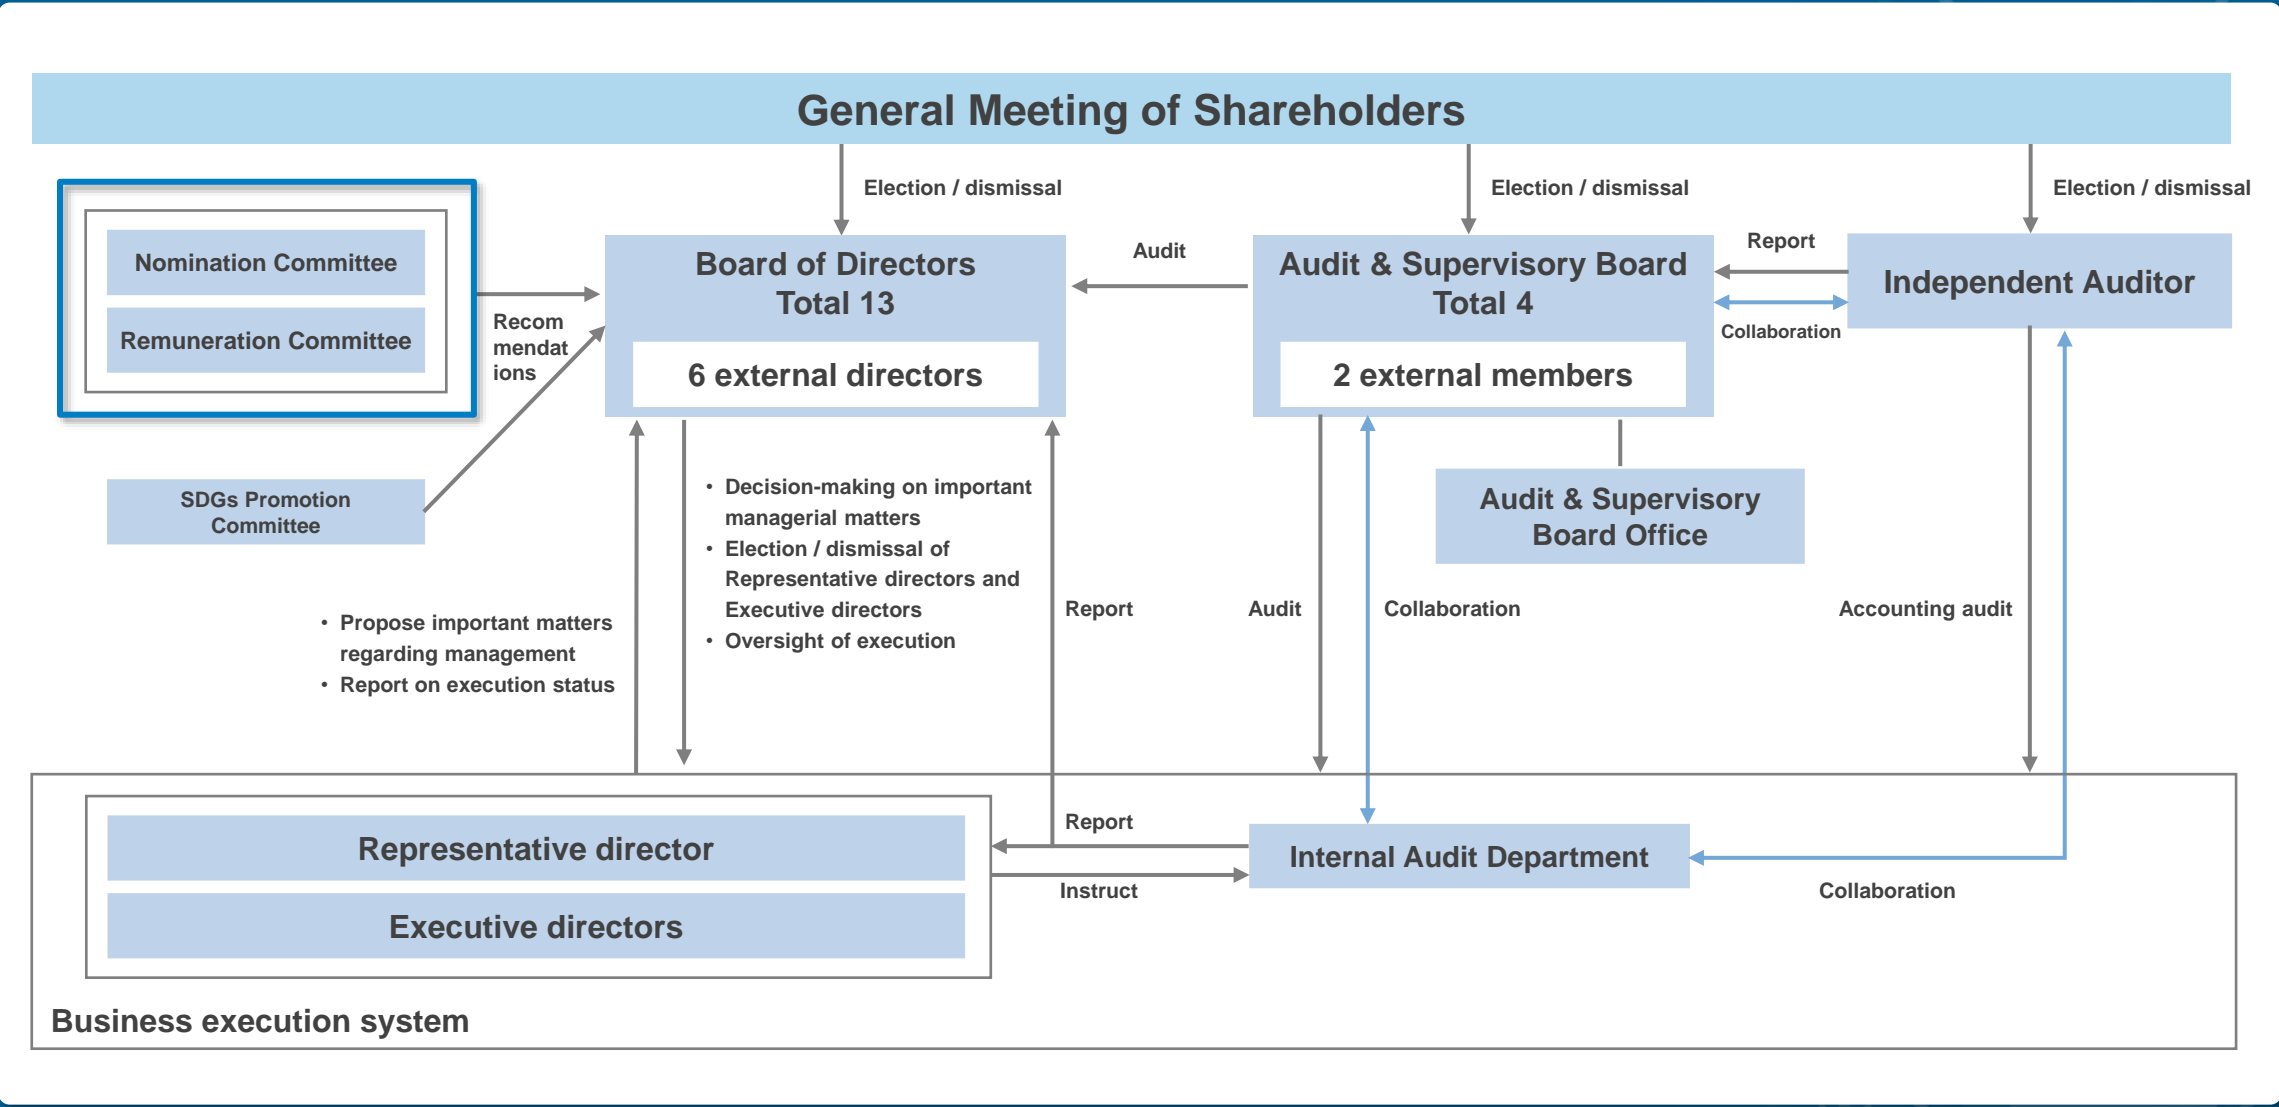 General Meeting of Shareholders
Election / dismissal
Election / dismissal
Election / dismissal
Nomination Committee
Remuneration Committee
Recom
mendat
ions
SDGs Promotion
Committee
Board of Directors
Total 13
6 external directors
Audit
Audit & Supervisory Board
Total 4
2 external members
Report
Collaboration
Independent Auditor
Audit & Supervisory
Board Office
• Propose important matters
regarding management
• Report on execution status
• Decision-making on important
managerial matters
• Election / dismissal of
Representative directors and
Executive directors
• Oversight of execution
Report
Audit
Collaboration
Accounting audit
Representative director
Executive directors
Report
Instruct
Internal Audit Department
Collaboration
Business execution system